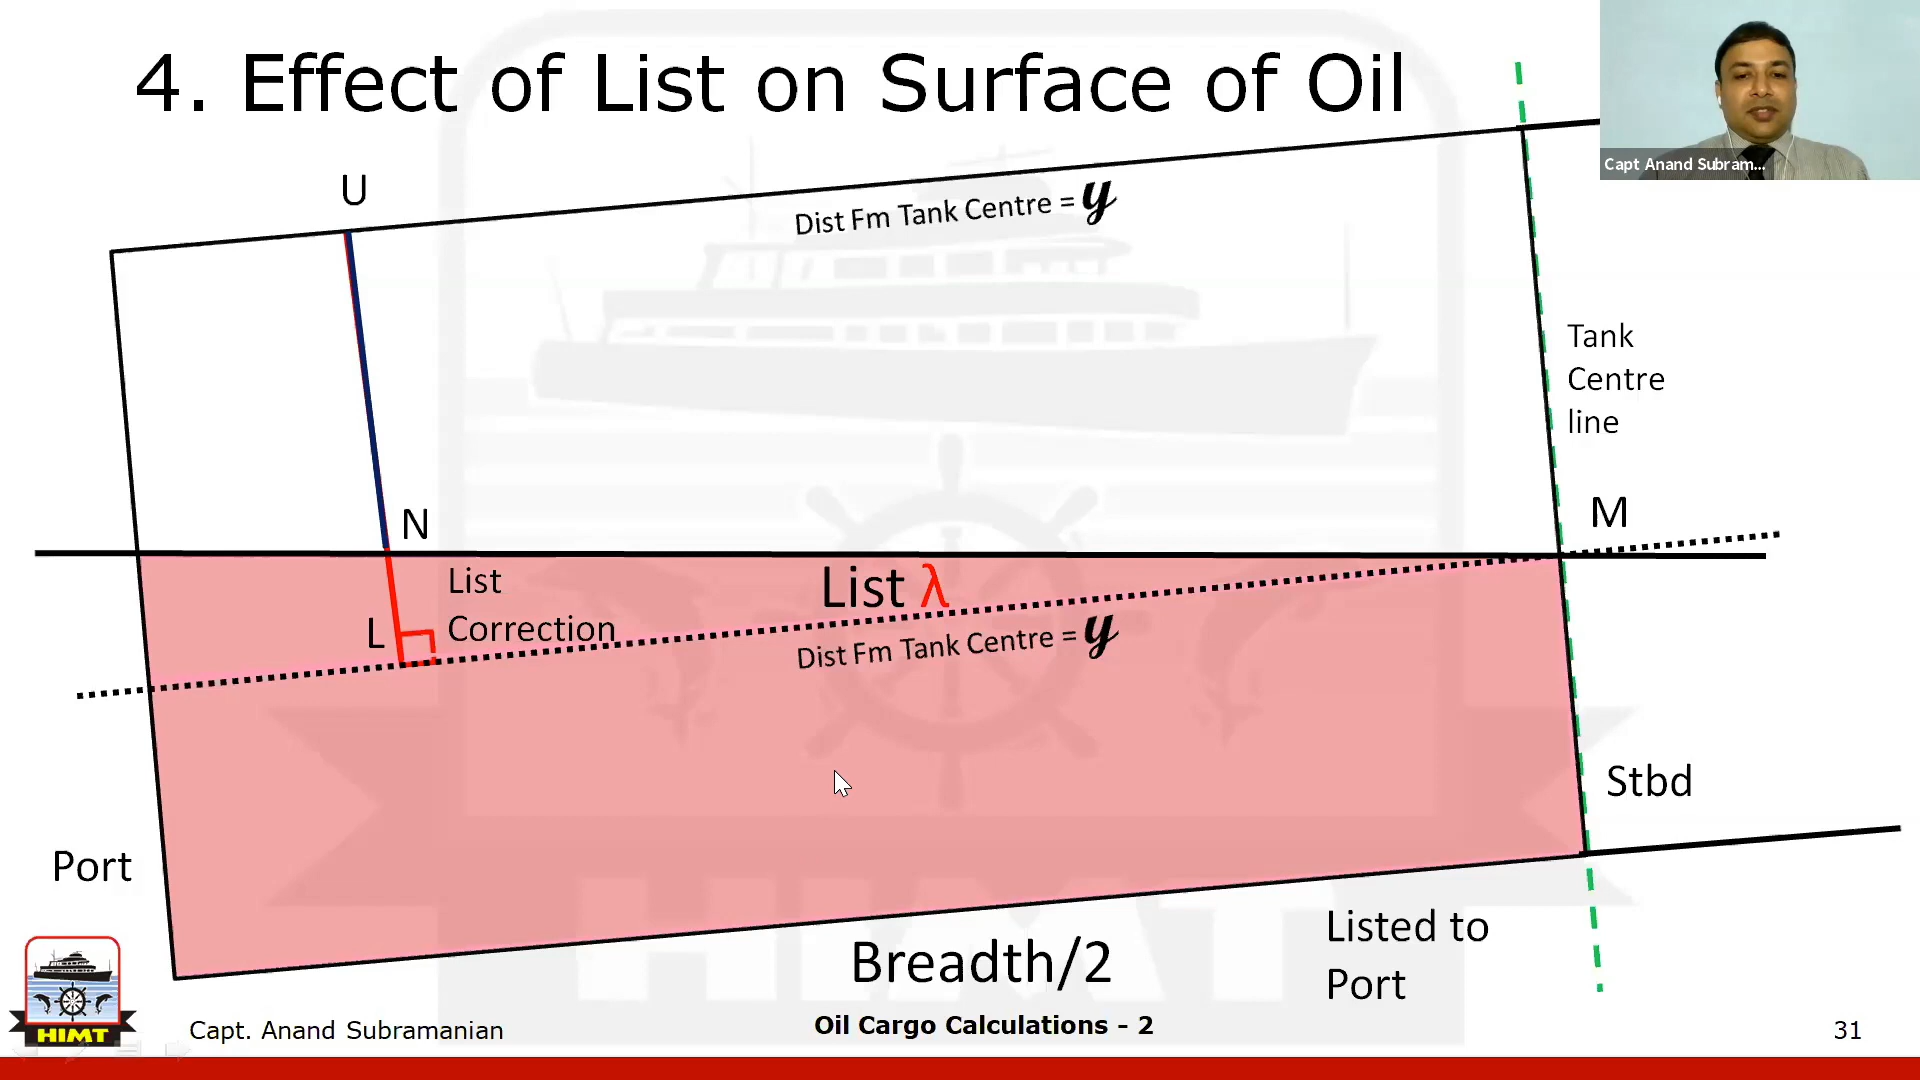 4. Effect of List on Surface of Oil
Capt Anand Subram...
U
Dist Fm Tank Centre = y
Tank
Centre
line
N
M
List
Correction
List λ
L
Dist Fm Tank Centre = y
Stbd
Port
Listed to
Port
Breadth/2
HIMT
HIMT
Capt. Anand Subramanian
Oil Cargo Calculations - 2
31